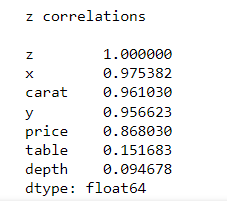 z correlations
z 1.000000
x 0.975382
carat 0.961030
y 0.956623
price 0.868030
table 0.151683
depth 0.094678
dtype: float64